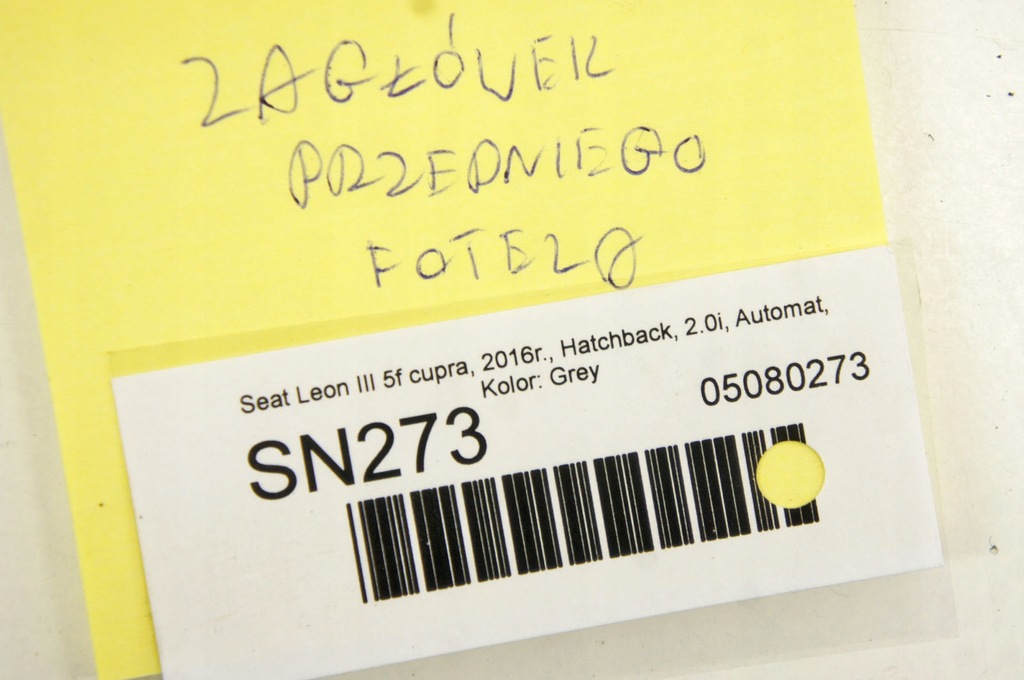 ZAGŁÓWEK
PRZEDNIEGO
FOTELA
Seat Leon III 5f cupra, 2016r., Hatchback, 2.0i, Automat,
Kolor: Grey
05080273
SN273